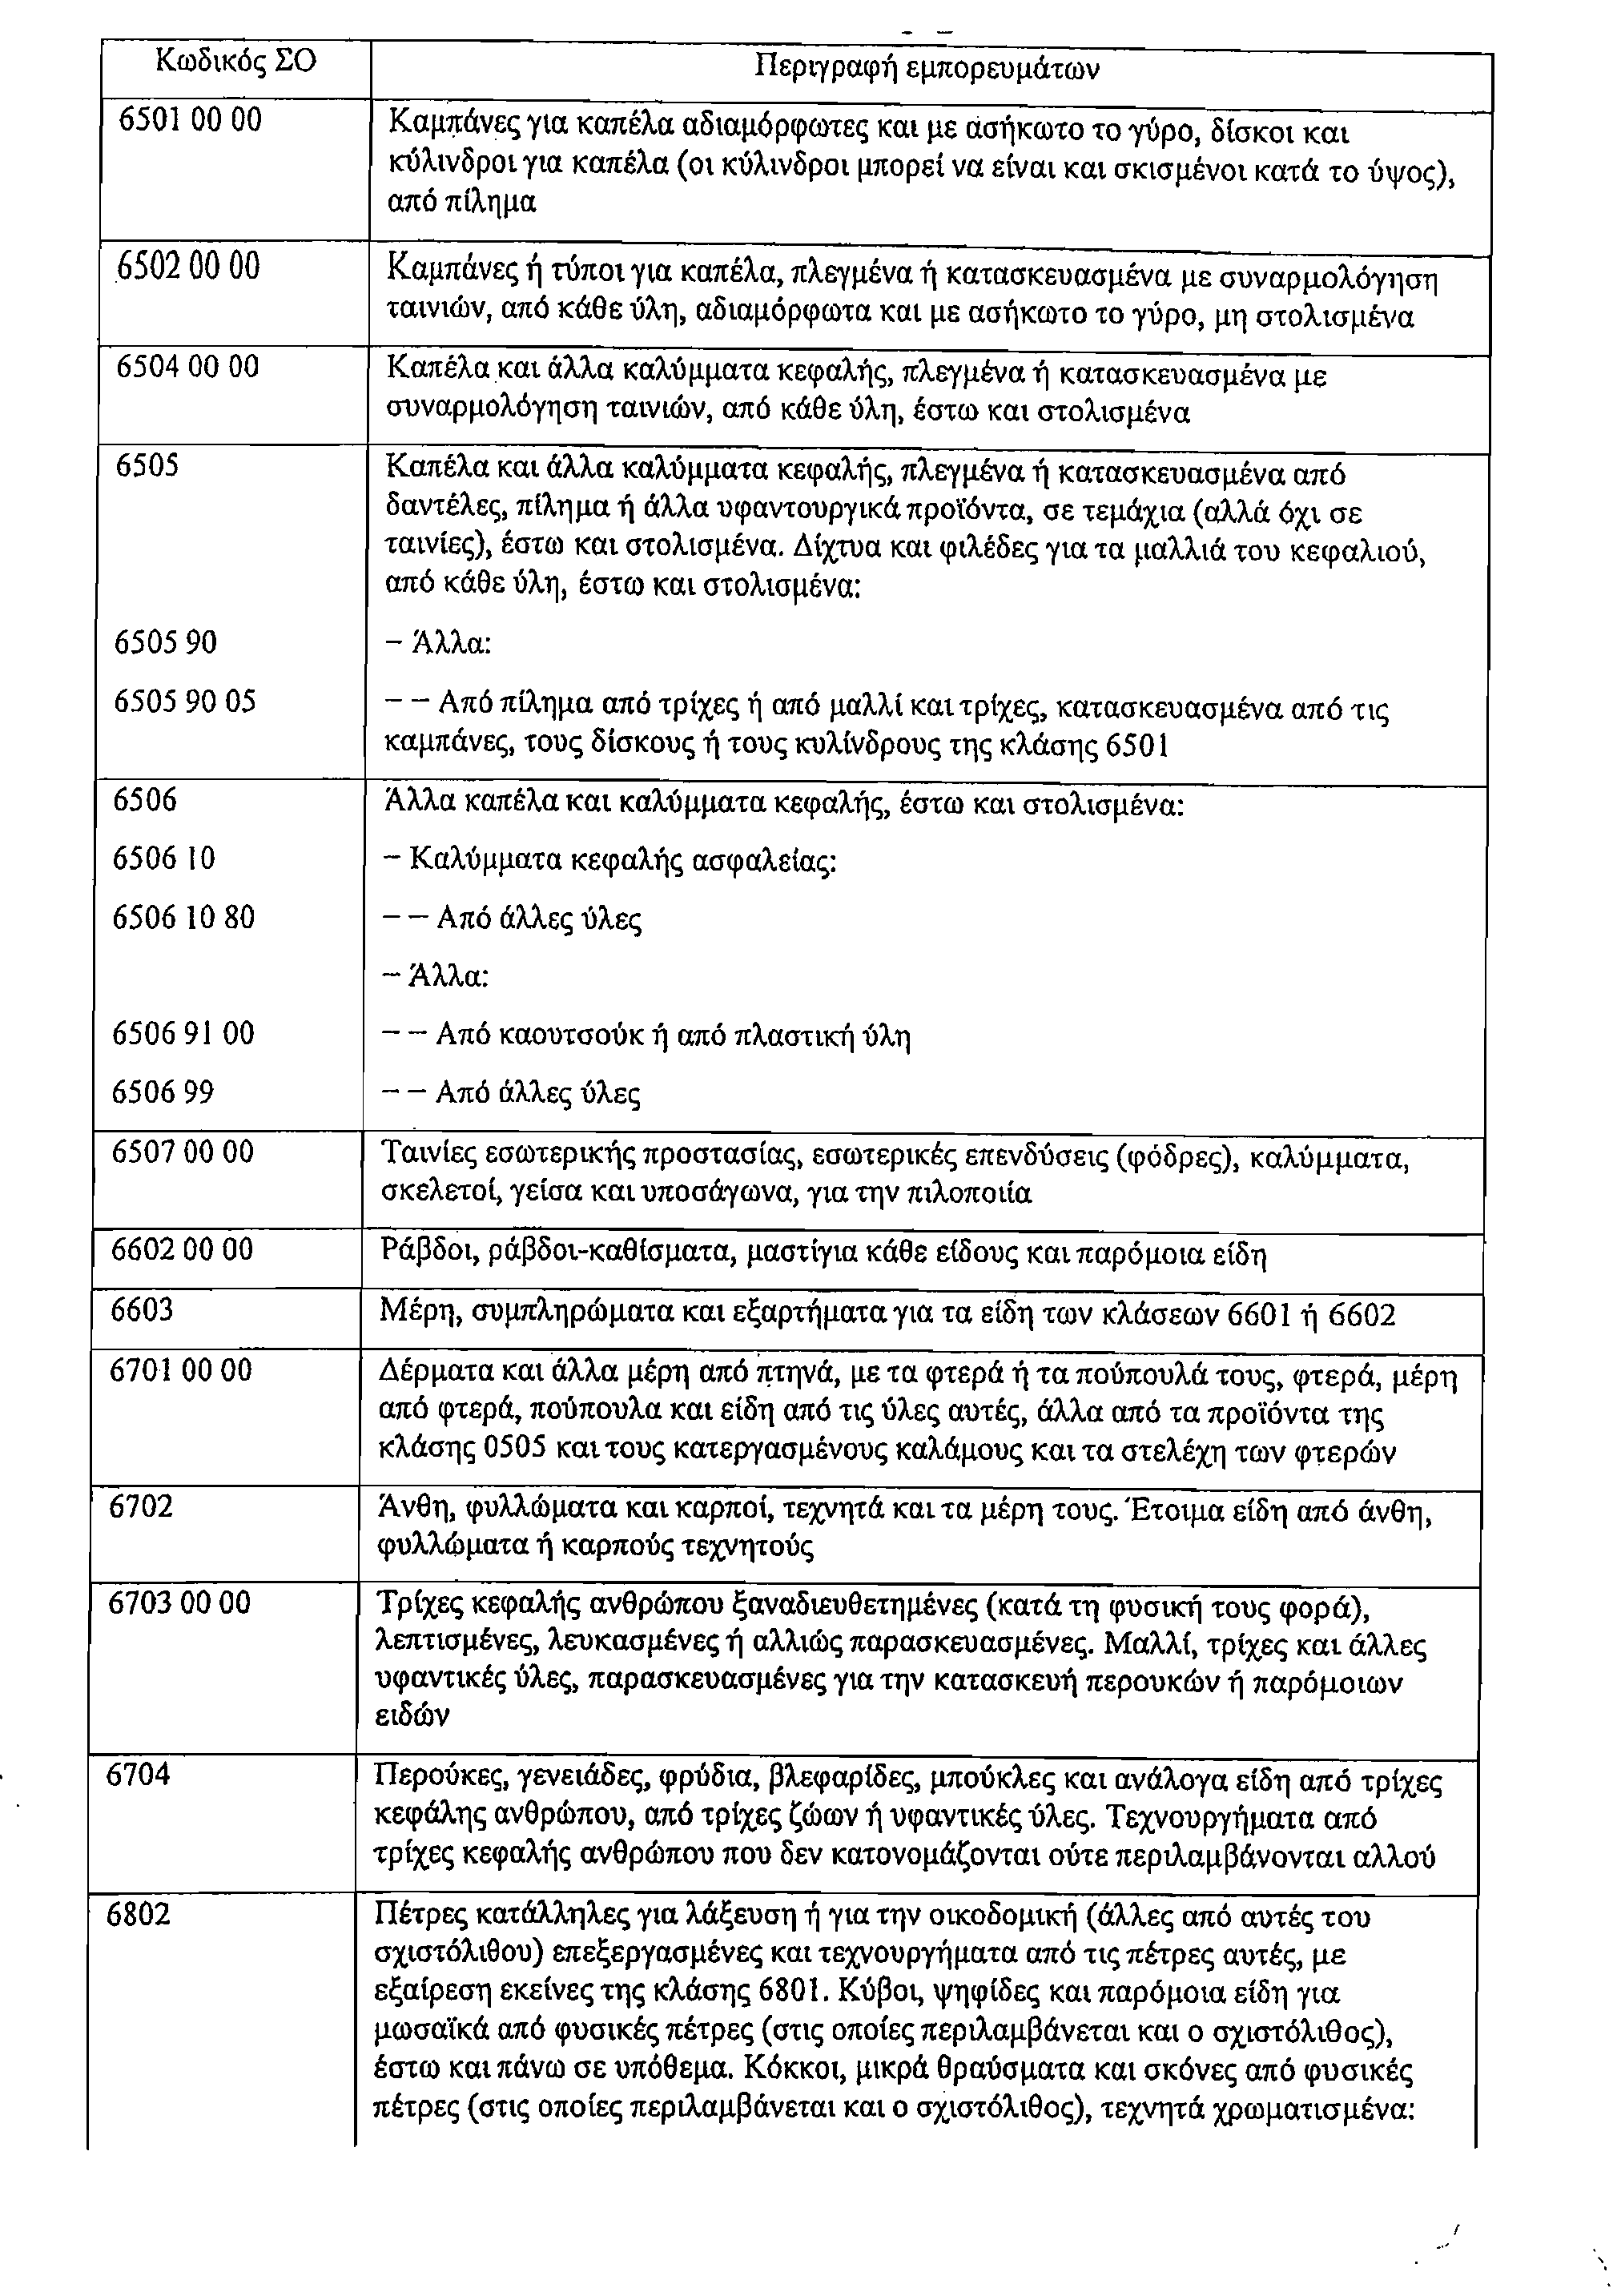 Κωδικός ΣΟ
Περιγραφή εμπορευμάτων
6501 00 00
Καμπάνες για καπέλα αδιαμόρφωτες και με ασήκωτο το γύρο, δίσκοι και
κύλινδροι για καπέλα (οι κύλινδροι μπορεί να είναι και σκισμένοι κατά το ύψος),
από πίλημα
6502 00 00
Καμπάνες ή τύποι για καπέλα, πλεγμένα ή κατασκευασμένα με συναρμολόγηση
ταινιών, από κάθε ύλη, αδιαμόρφωτα και με ασήκωτο το γύρο, μη στολισμένα
6504 00 00
Καπέλα και άλλα καλύμματα κεφαλής, πλεγμένα ή κατασκευασμένα με
συναρμολόγηση ταινιών, από κάθε ύλη, έστω και στολισμένα
6505
Καπέλα και άλλα καλύμματα κεφαλής, πλεγμένα ή κατασκευασμένα από
δαντέλες, πίλημα ή άλλα υφαντουργικά προϊόντα, σε τεμάχια (αλλά όχι σε
ταινίες), έστω και στολισμένα. Δίχτυα και φιλέδες για τα μαλλιά του κεφαλιού,
από κάθε ύλη, έστω και στολισμένα:
6505 90
– Άλλα:
6505 90 05
– – Από πίλημα από τρίχες ή από μαλλί και τρίχες, κατασκευασμένα από τις
καμπάνες, τους δίσκους ή τους κυλίνδρους της κλάσης 6501
6506
Άλλα καπέλα και καλύμματα κεφαλής, έστω και στολισμένα:
6506 10
– Καλύμματα κεφαλής ασφαλείας:
6506 10 80
– – Από άλλες ύλες
– Άλλα:
6506 91 00
– – Από καουτσούκ ή από πλαστική ύλη
6506 99
– – Από άλλες ύλες
6507 00 00
Ταινίες εσωτερικής προστασίας, εσωτερικές επενδύσεις (φόδρες), καλύμματα,
σκελετοί, γείσα και υποσάγωνα, για την πιλοποιία
6602 00 00
Ράβδοι, ράβδοι-καθίσματα, μαστίγια κάθε είδους και παρόμοια είδη
6603
Μέρη, συμπληρώματα και εξαρτήματα για τα είδη των κλάσεων 6601 ή 6602
6701 00 00
Δέρματα και άλλα μέρη από πτηνά, με τα φτερά ή τα πούπουλά τους, φτερά, μέρη
από φτερά, πούπουλα και είδη από τις ύλες αυτές, άλλα από τα προϊόντα της
κλάσης 0505 και τους κατεργασμένους καλάμους και τα στελέχη των φτερών
6702
Άνθη, φυλλώματα και καρποί, τεχνητά και τα μέρη τους. Έτοιμα είδη από άνθη,
φυλλώματα ή καρπούς τεχνητούς
6703 00 00
Τρίχες κεφαλής ανθρώπου ξαναδιευθετημένες (κατά τη φυσική τους φορά),
λεπτισμένες, λευκασμένες ή αλλιώς παρασκευασμένες. Μαλλί, τρίχες και άλλες
υφαντικές ύλες, παρασκευασμένες για την κατασκευή περουκών ή παρόμοιων
ειδών
6704
Περούκες, γενειάδες, φρύδια, βλεφαρίδες, μπούκλες και ανάλογα είδη από τρίχες
κεφάλης ανθρώπου, από τρίχες ζώων ή υφαντικές ύλες. Τεχνουργήματα από
τρίχες κεφαλής ανθρώπου που δεν κατονομάζονται ούτε περιλαμβάνονται αλλού
6802
Πέτρες κατάλληλες για λάξευση ή για την οικοδομική (άλλες από αυτές του
σχιστόλιθου) επεξεργασμένες και τεχνουργήματα από τις πέτρες αυτές, με
εξαίρεση εκείνες της κλάσης 6801. Κύβοι, ψηφίδες και παρόμοια είδη για
μωσαϊκά από φυσικές πέτρες (στις οποίες περιλαμβάνεται και ο σχιστόλιθος),
έστω και πάνω σε υπόθεμα. Κόκκοι, μικρά θραύσματα και σκόνες από φυσικές
πέτρες (στις οποίες περιλαμβάνεται και ο σχιστόλιθος), τεχνητά χρωματισμένα: